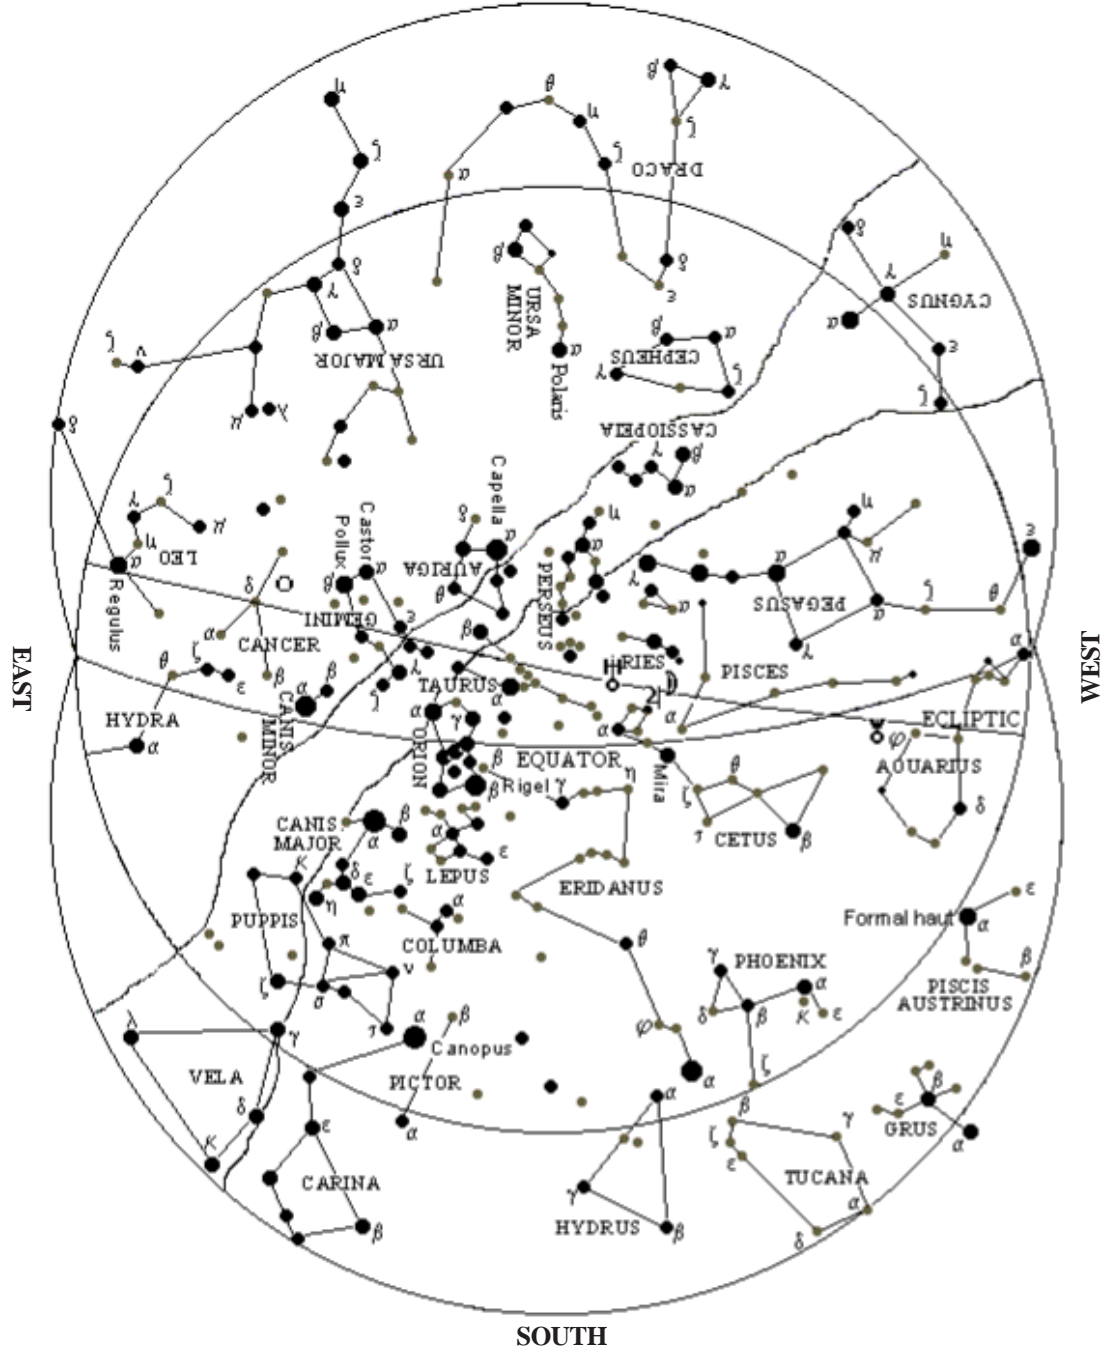 DRACO
URSA
MINOR
CYGNUS
URSA MAJOR
Polaris
CEPHEUS
CASSIOPEIA
Capella
Castor
Pollux
LEO
AURIGA
PERSEUS
PEGASUS
Regulus
GEMINI
CANCER
EAST
WEST
RIES
PISCES
TAURUS
HYDRA
CANIS
MINOR
ORION
ECLIPTIC
EQUATOR
AQUARIUS
Mira
Rigel
CANIS
MAJOR
CETUS
LEPUS
ERIDANUS
PUPPIS
Formal haut
COLUMBA
PHOENIX
PISCIS
AUSTRINUS
Canopus
VELA
PICTOR
GRUS
CARINA
TUCANA
HYDRUS
SOUTH